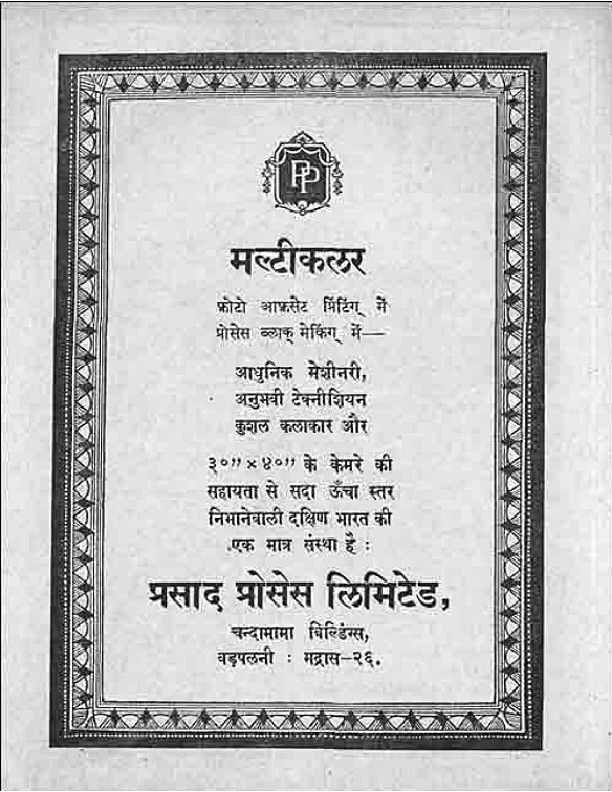 PP
मल्टीकलर
फ़ोटो आफ़सेट प्रिंटिंग् में
प्रोसेस ब्लाक् मेकिंग् में—
आधुनिक मेशीनरी,
अनुभवी टेक्नीशियन
कुशल कलाकार और
३०" × ४०" के केमरे की
सहायता से सदा ऊँचा स्तर
निभानेवाली दक्षिण भारत की
एक मात्र संस्था है :
प्रसाद प्रोसेस लिमिटेड,
चन्दामामा बिल्डिंग्स,
वड़पलनी : मद्रास-२६.